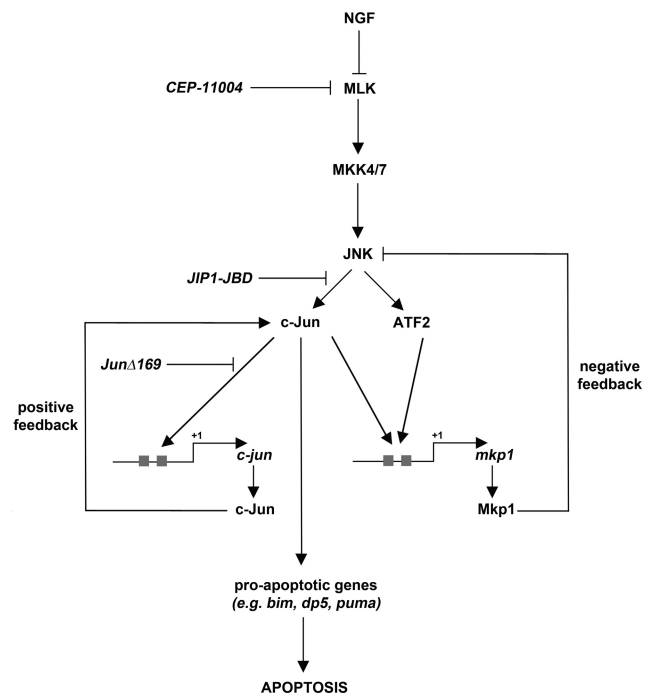 NGF
CEP-11004
MLK
MKK4/7
JNK
JIP1-JBD
c-Jun
ATF2
JunΔ169
negative
feedback
positive
feedback
+1
c-jun
+1
mkp1
c-Jun
Mkp1
pro-apoptotic genes
(e.g. bim, dp5, puma)
APOPTOSIS